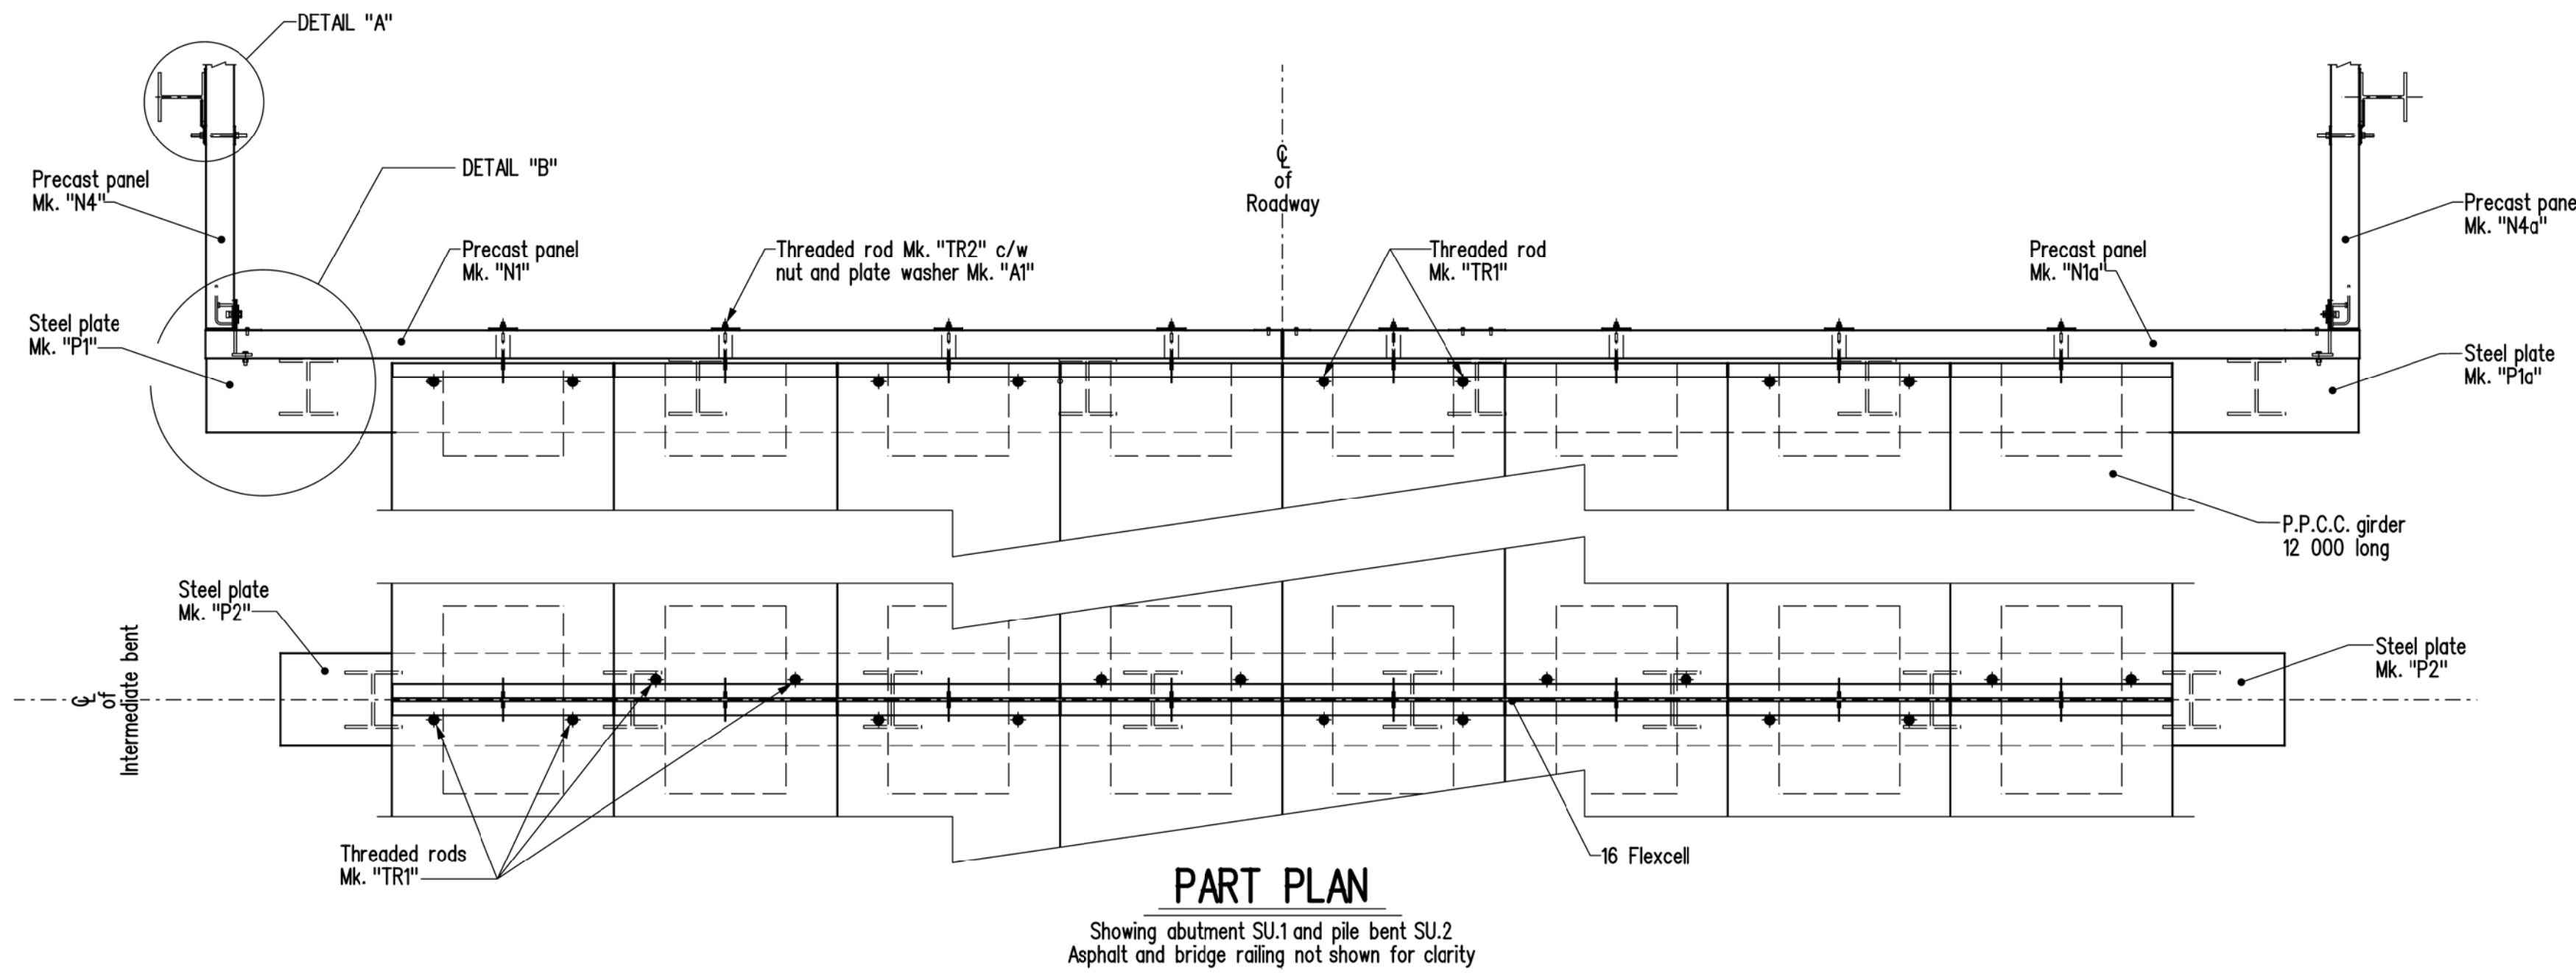 DETAIL "A"
DETAIL "B"
Precast panel
Mk. "N4"
Precast panel
Mk. "N1"
Threaded rod Mk. "TR2" c/w
nut and plate washer Mk. "A1"
℄
of
Roadway
Threaded rod
Mk. "TR1"
Precast panel
Mk. "N1a"
Precast pane
Mk. "N4a"
Steel plate
Mk. "P1"
Steel plate
Mk. "P1a"
P.P.C.C. girder
12 000 long
Steel plate
Mk. "P2"
℄
of
Intermediate bent
Steel plate
Mk. "P2"
Threaded rods
Mk. "TR1"
16 Flexcell
PART PLAN
Showing abutment SU.1 and pile bent SU.2
Asphalt and bridge railing not shown for clarity